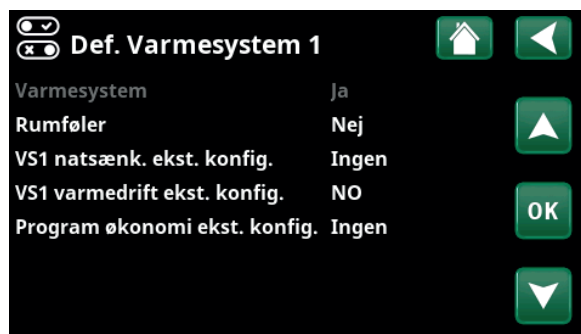 Def. Varmesystem 1
Varmesystem Ja
Rumføler Nej
VS1 natsænk. ekst. konfig. Ingen
VS1 varmedrift ekst. konfig. NO
Program økonomi ekst. konfig. Ingen
OK